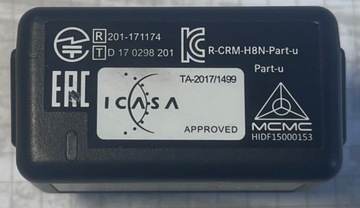 R 201-171174
T D 17 0298 201
R-CRM-H8N-Part-u
Part-u
EAC
TA-2017/1499
ICASA
APPROVED
MCMC
HIDF15000153